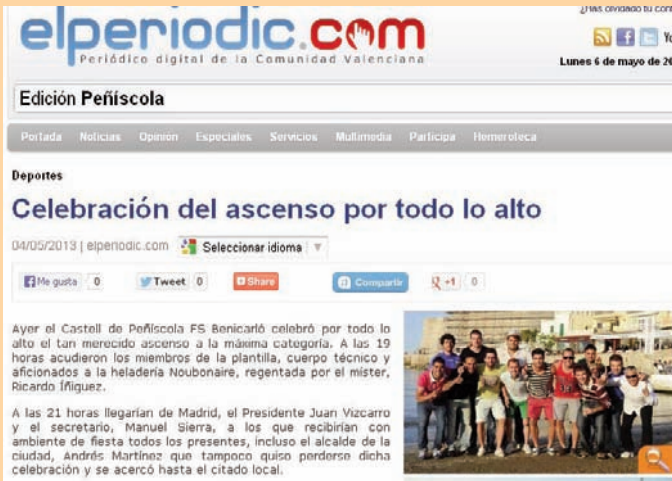 ¿Has olvidado tu cont
elperiodic.com
Periódico digital de la Comunidad Valenciana
Lunes 6 de mayo de 20
Edición Peñíscola
Portada Noticias Opinión Especiales Servicios Multimedia Participa Hemeroteca
Deportes
Celebración del ascenso por todo lo alto
04/05/2013 | elperiodic.com Seleccionar idioma
Me gusta 0 Tweet 0 Share Compartir +1 0
Ayer el Castell de Peñíscola FS Benicarló celebró por todo lo
alto el tan merecido ascenso a la máxima categoría. A las 19
horas acudieron los miembros de la plantilla, cuerpo técnico y
aficionados a la heladería Noubonaire, regentada por el míster,
Ricardo Íñiguez.
A las 21 horas llegarían de Madrid, el Presidente Juan Vizcarro
y el secretario, Manuel Sierra, a los que recibirían con
ambiente de fiesta todos los presentes, incluso el alcalde de la
ciudad, Andrés Martínez que tampoco quiso perderse dicha
celebración y se acercó hasta el citado local.